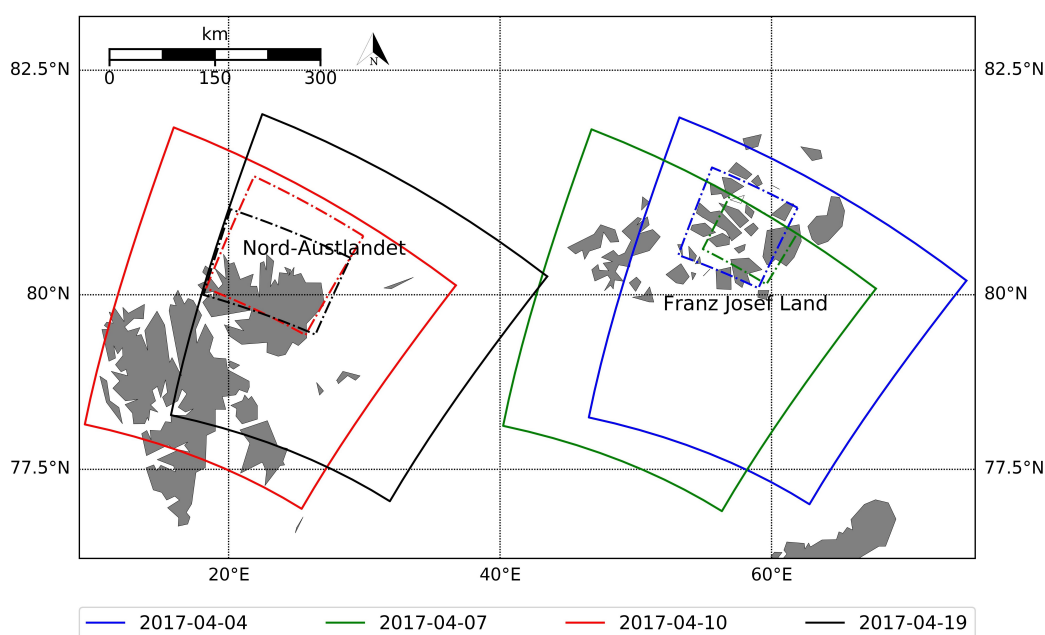 km
0 150 300
N
82.5°N 82.5°N
Nord-Austlandet
80°N 80°N
Franz Josef Land
77.5°N 77.5°N
20°E 40°E 60°E
2017-04-04 2017-04-07 2017-04-10 2017-04-19